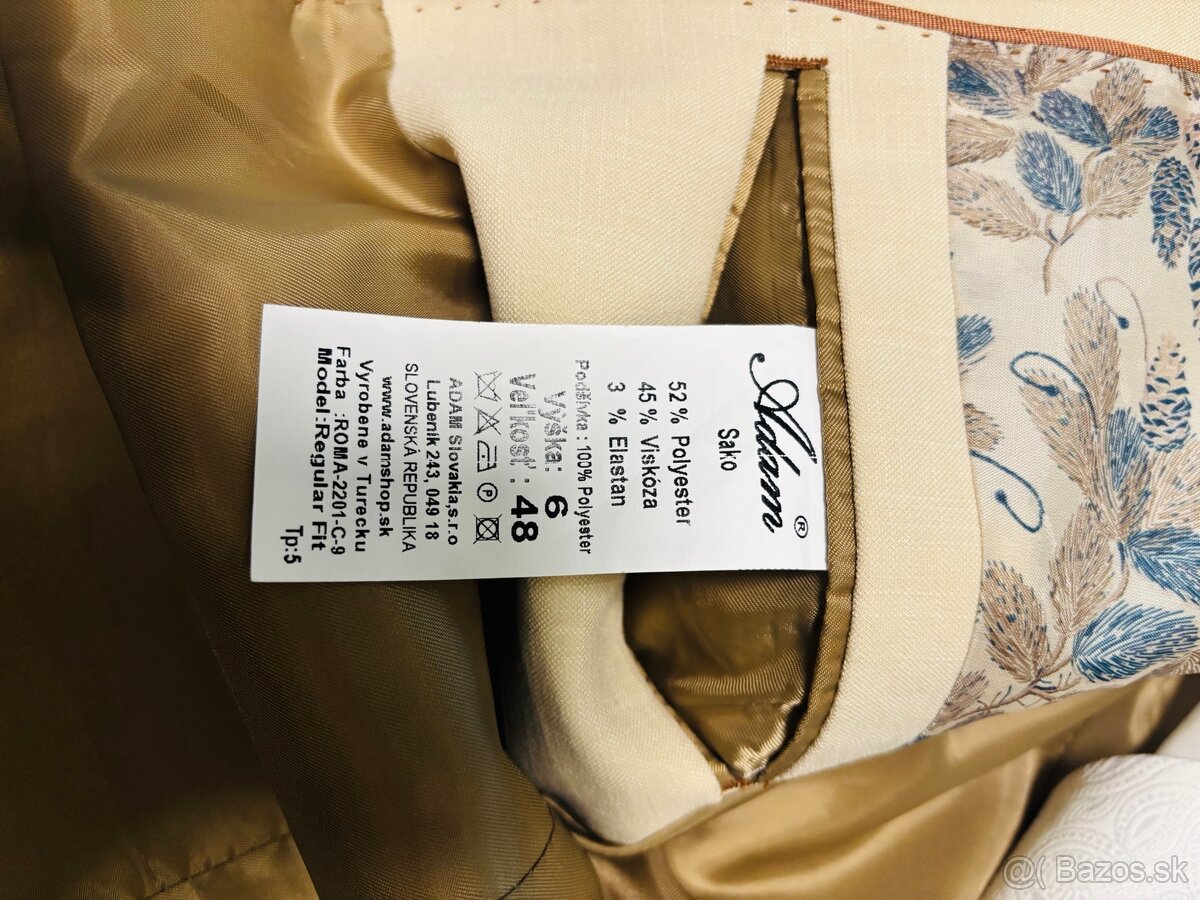 Adam ®
Sako
52 % Polyester
45 % Viskóza
3 % Elastan
Podšívka : 100% Polyester
Výška: 6
Veľkosť : 48
P
ADAM Slovakia,s.r.o
Lubeník 243, 049 18
SLOVENSKÁ REPUBLIKA
www.adamshop.sk
Vyrobene v Turecku
Farba :ROMA-2201-C-9
Model:Regular Fit
Tp:5
@( Bazos.sk